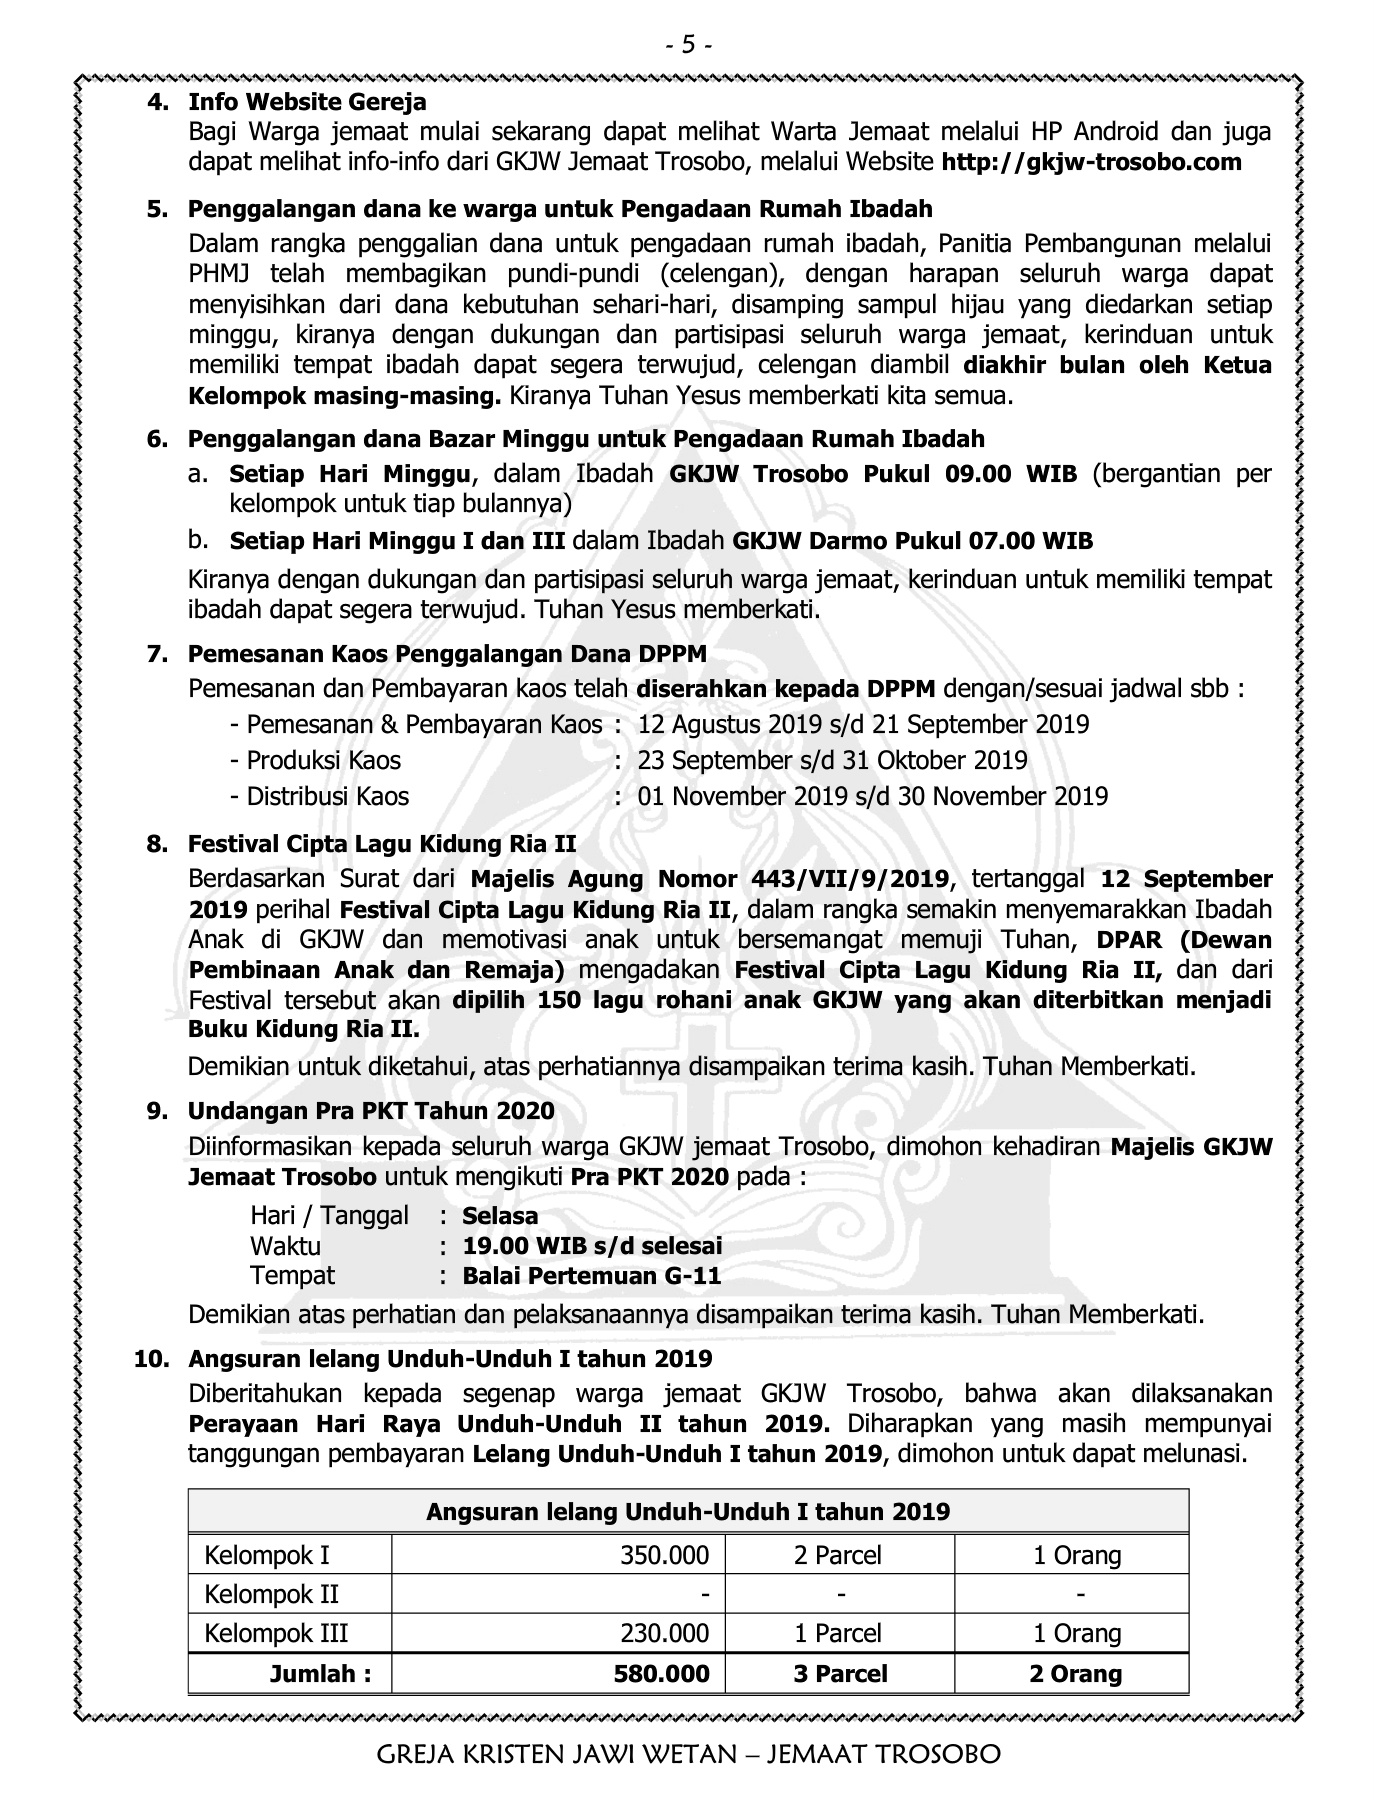 - 5 -
4. Info Website Gereja
Bagi Warga jemaat mulai sekarang dapat melihat Warta Jemaat melalui HP Android dan juga
dapat melihat info-info dari GKJW Jemaat Trosobo, melalui Website http://gkjw-trosobo.com
5. Penggalangan dana ke warga untuk Pengadaan Rumah Ibadah
Dalam rangka penggalian dana untuk pengadaan rumah ibadah, Panitia Pembangunan melalui
PHMJ telah membagikan pundi-pundi (celengan), dengan harapan seluruh warga dapat
menyisihkan dari dana kebutuhan sehari-hari, disamping sampul hijau yang diedarkan setiap
minggu, kiranya dengan dukungan dan partisipasi seluruh warga jemaat, kerinduan untuk
memiliki tempat ibadah dapat segera terwujud, celengan diambil diakhir bulan oleh Ketua
Kelompok masing-masing. Kiranya Tuhan Yesus memberkati kita semua.
6. Penggalangan dana Bazar Minggu untuk Pengadaan Rumah Ibadah
a. Setiap Hari Minggu, dalam Ibadah GKJW Trosobo Pukul 09.00 WIB (bergantian per
kelompok untuk tiap bulannya)
b. Setiap Hari Minggu I dan III dalam Ibadah GKJW Darmo Pukul 07.00 WIB
Kiranya dengan dukungan dan partisipasi seluruh warga jemaat, kerinduan untuk memiliki tempat
ibadah dapat segera terwujud. Tuhan Yesus memberkati.
7. Pemesanan Kaos Penggalangan Dana DPPM
Pemesanan dan Pembayaran kaos telah diserahkan kepada DPPM dengan/sesuai jadwal sbb :
- Pemesanan & Pembayaran Kaos : 12 Agustus 2019 s/d 21 September 2019
- Produksi Kaos : 23 September s/d 31 Oktober 2019
- Distribusi Kaos : 01 November 2019 s/d 30 November 2019
8. Festival Cipta Lagu Kidung Ria II
Berdasarkan Surat dari Majelis Agung Nomor 443/VII/9/2019, tertanggal 12 September
2019 perihal Festival Cipta Lagu Kidung Ria II, dalam rangka semakin menyemarakkan Ibadah
Anak di GKJW dan memotivasi anak untuk bersemangat memuji Tuhan, DPAR (Dewan
Pembinaan Anak dan Remaja) mengadakan Festival Cipta Lagu Kidung Ria II, dan dari
Festival tersebut akan dipilih 150 lagu rohani anak GKJW yang akan diterbitkan menjadi
Buku Kidung Ria II.
Demikian untuk diketahui, atas perhatiannya disampaikan terima kasih. Tuhan Memberkati.
9. Undangan Pra PKT Tahun 2020
Diinformasikan kepada seluruh warga GKJW jemaat Trosobo, dimohon kehadiran Majelis GKJW
Jemaat Trosobo untuk mengikuti Pra PKT 2020 pada :
Hari / Tanggal : Selasa
Waktu : 19.00 WIB s/d selesai
Tempat : Balai Pertemuan G-11
Demikian atas perhatian dan pelaksanaannya disampaikan terima kasih. Tuhan Memberkati.
10. Angsuran lelang Unduh-Unduh I tahun 2019
Diberitahukan kepada segenap warga jemaat GKJW Trosobo, bahwa akan dilaksanakan
Perayaan Hari Raya Unduh-Unduh II tahun 2019. Diharapkan yang masih mempunyai
tanggungan pembayaran Lelang Unduh-Unduh I tahun 2019, dimohon untuk dapat melunasi.
Angsuran lelang Unduh-Unduh I tahun 2019
Kelompok I 350.000 2 Parcel 1 Orang
Kelompok II - - -
Kelompok III 230.000 1 Parcel 1 Orang
Jumlah : 580.000 3 Parcel 2 Orang
GREJA KRISTEN JAWI WETAN – JEMAAT TROSOBO